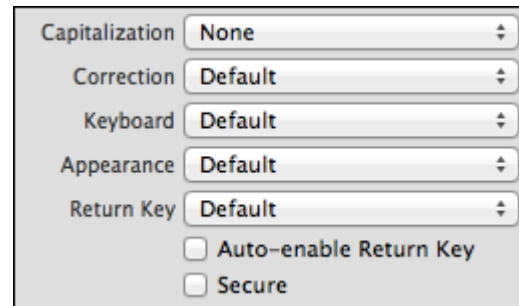 Capitalization None
Correction Default
Keyboard Default
Appearance Default
Return Key Default
Auto-enable Return Key
Secure